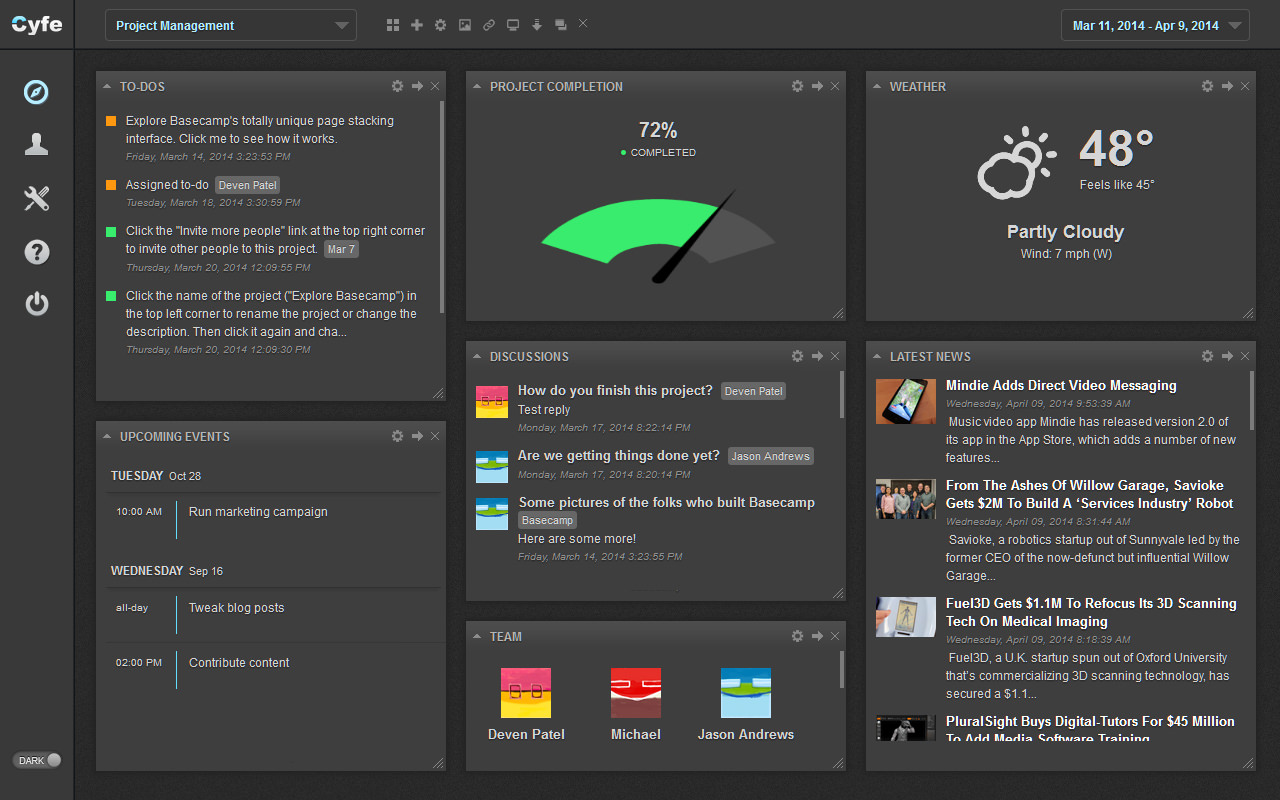 Cyfe
Project Management
Mar 11, 2014 - Apr 9, 2014
TO-DOS
Explore Basecamp's totally unique page stacking
interface. Click me to see how it works.
Friday, March 14, 2014 3:23:53 PM
Assigned to-do Deven Patel
Tuesday, March 18, 2014 3:30:59 PM
Click the "Invite more people" link at the top right corner
to invite other people to this project. Mar 7
Thursday, March 20, 2014 12:09:55 PM
Click the name of the project ("Explore Basecamp") in
the top left corner to rename the project or change the
description. Then click it again and cha...
Thursday, March 20, 2014 12:09:30 PM
UPCOMING EVENTS
TUESDAY Oct 28
10:00 AM Run marketing campaign
WEDNESDAY Sep 16
all-day Tweak blog posts
02:00 PM Contribute content
PROJECT COMPLETION
72%
COMPLETED
DISCUSSIONS
How do you finish this project? Deven Patel
Test reply
Monday, March 17, 2014 8:22:14 PM
Are we getting things done yet? Jason Andrews
Monday, March 17, 2014 8:20:14 PM
Some pictures of the folks who built Basecamp
Basecamp
Here are some more!
Friday, March 14, 2014 3:23:55 PM
TEAM
Deven Patel Michael Jason Andrews
WEATHER
48°
Feels like 45°
Partly Cloudy
Wind: 7 mph (W)
LATEST NEWS
Mindie Adds Direct Video Messaging
Wednesday, April 09, 2014 9:53:39 AM
Music video app Mindie has released version 2.0 of
its app in the App Store, which adds a number of new
features...
From The Ashes Of Willow Garage, Savioke
Gets $2M To Build A ‘Services Industry’ Robot
Wednesday, April 09, 2014 8:31:44 AM
Savioke, a robotics startup out of Sunnyvale led by the
former CEO of the now-defunct but influential Willow
Garage...
Fuel3D Gets $1.1M To Refocus Its 3D Scanning
Tech On Medical Imaging
Wednesday, April 09, 2014 8:18:39 AM
Fuel3D, a U.K. startup spun out of Oxford University
that's commercializing 3D scanning technology, has
secured a $1.1...
PluralSight Buys Digital-Tutors For $45 Million
To Add Media Software Training
DARK